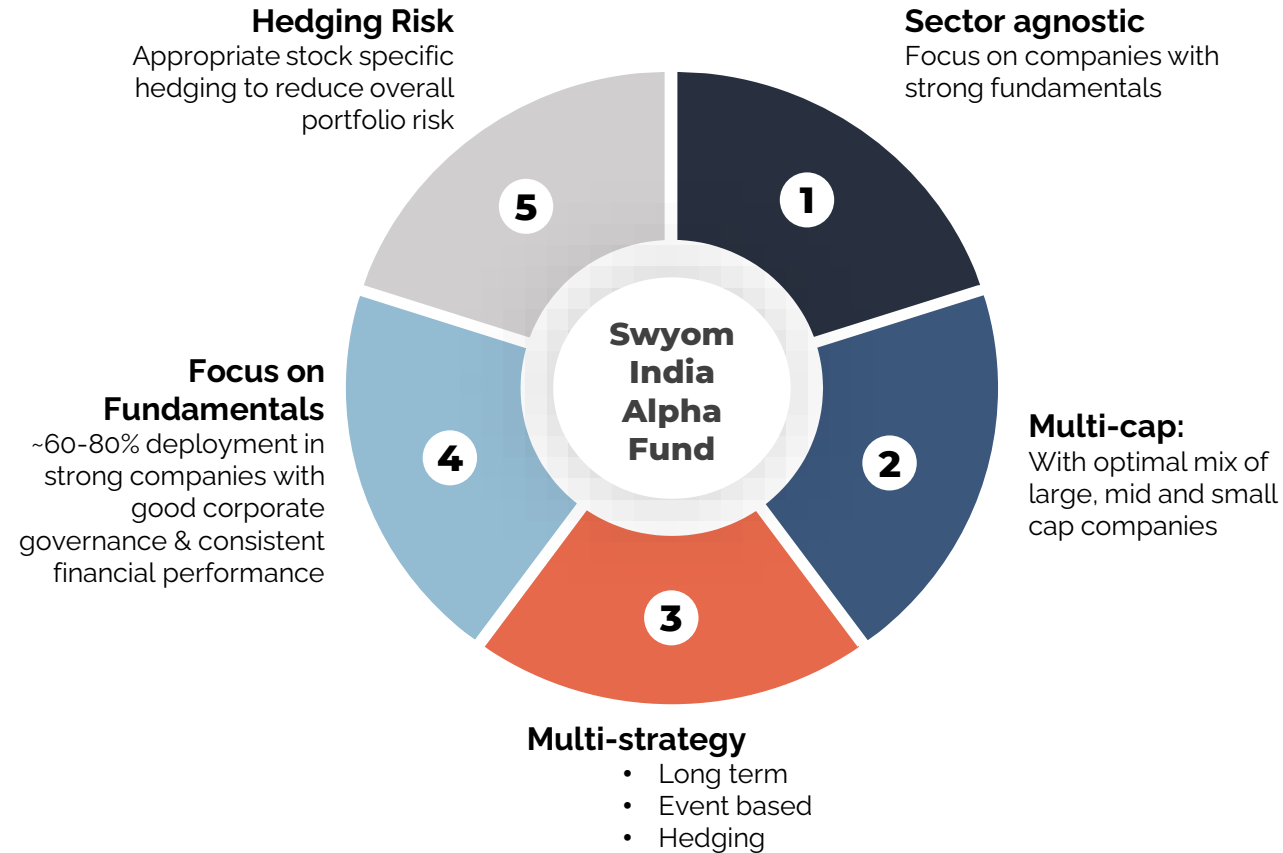 Swyom
India
Alpha
Fund
1
Sector agnostic
Focus on companies with
strong fundamentals
2
Multi-cap:
With optimal mix of
large, mid and small
cap companies
3
Multi-strategy
• Long term
• Event based
• Hedging
4
Focus on
Fundamentals
~60-80% deployment in
strong companies with
good corporate
governance & consistent
financial performance
5
Hedging Risk
Appropriate stock specific
hedging to reduce overall
portfolio risk